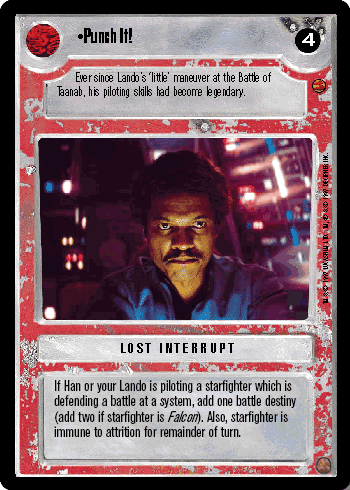 •Punch It!
4
Ever since Lando's 'little' maneuver at the Battle of
Taanab, his piloting skills had become legendary.
LOST INTERRUPT
If Han or your Lando is piloting a starfighter which is
defending a battle at a system, add one battle destiny
(add two if starfighter is Falcon). Also, starfighter is
immune to attrition for remainder of turn.